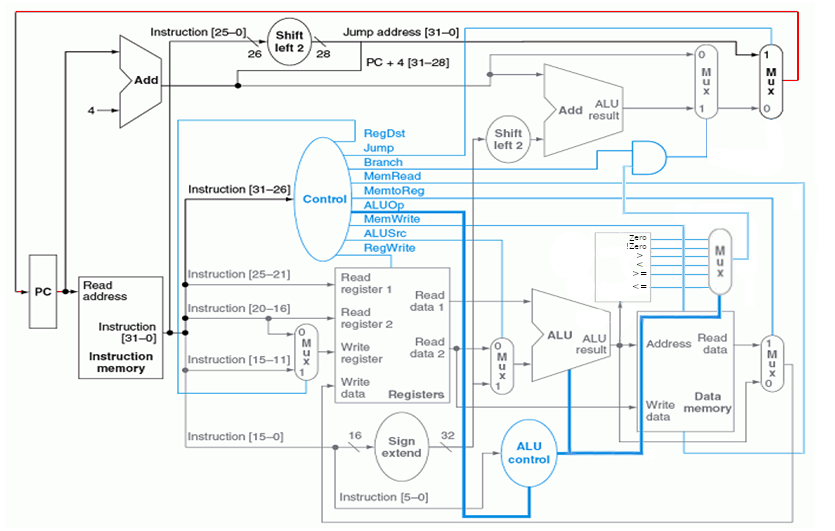 Instruction [25–0]
26
Shift
left 2
28
Jump address [31–0]
PC + 4 [31–28]
Add
4
0
Mux
1
1
Mux
0
Add
ALU
result
Shift
left 2
RegDst
Jump
Branch
MemRead
MemtoReg
ALUOp
MemWrite
ALUSrc
RegWrite
Control
Instruction [31–26]
Zero
!Zero
>
<
>=
<=
Mux
PC
Read
address
Instruction
[31–0]
Instruction
memory
Instruction [25–21]
Instruction [20–16]
Instruction [15–11]
0
Mux
1
Read
register 1
Read
register 2
Write
register
Write
data
Read
data 1
Read
data 2
Registers
0
Mux
1
ALU
ALU
result
Address
Read
data
Write
data
Data
memory
1
Mux
0
Instruction [15–0]
16
Sign
extend
32
ALU
control
Instruction [5–0]